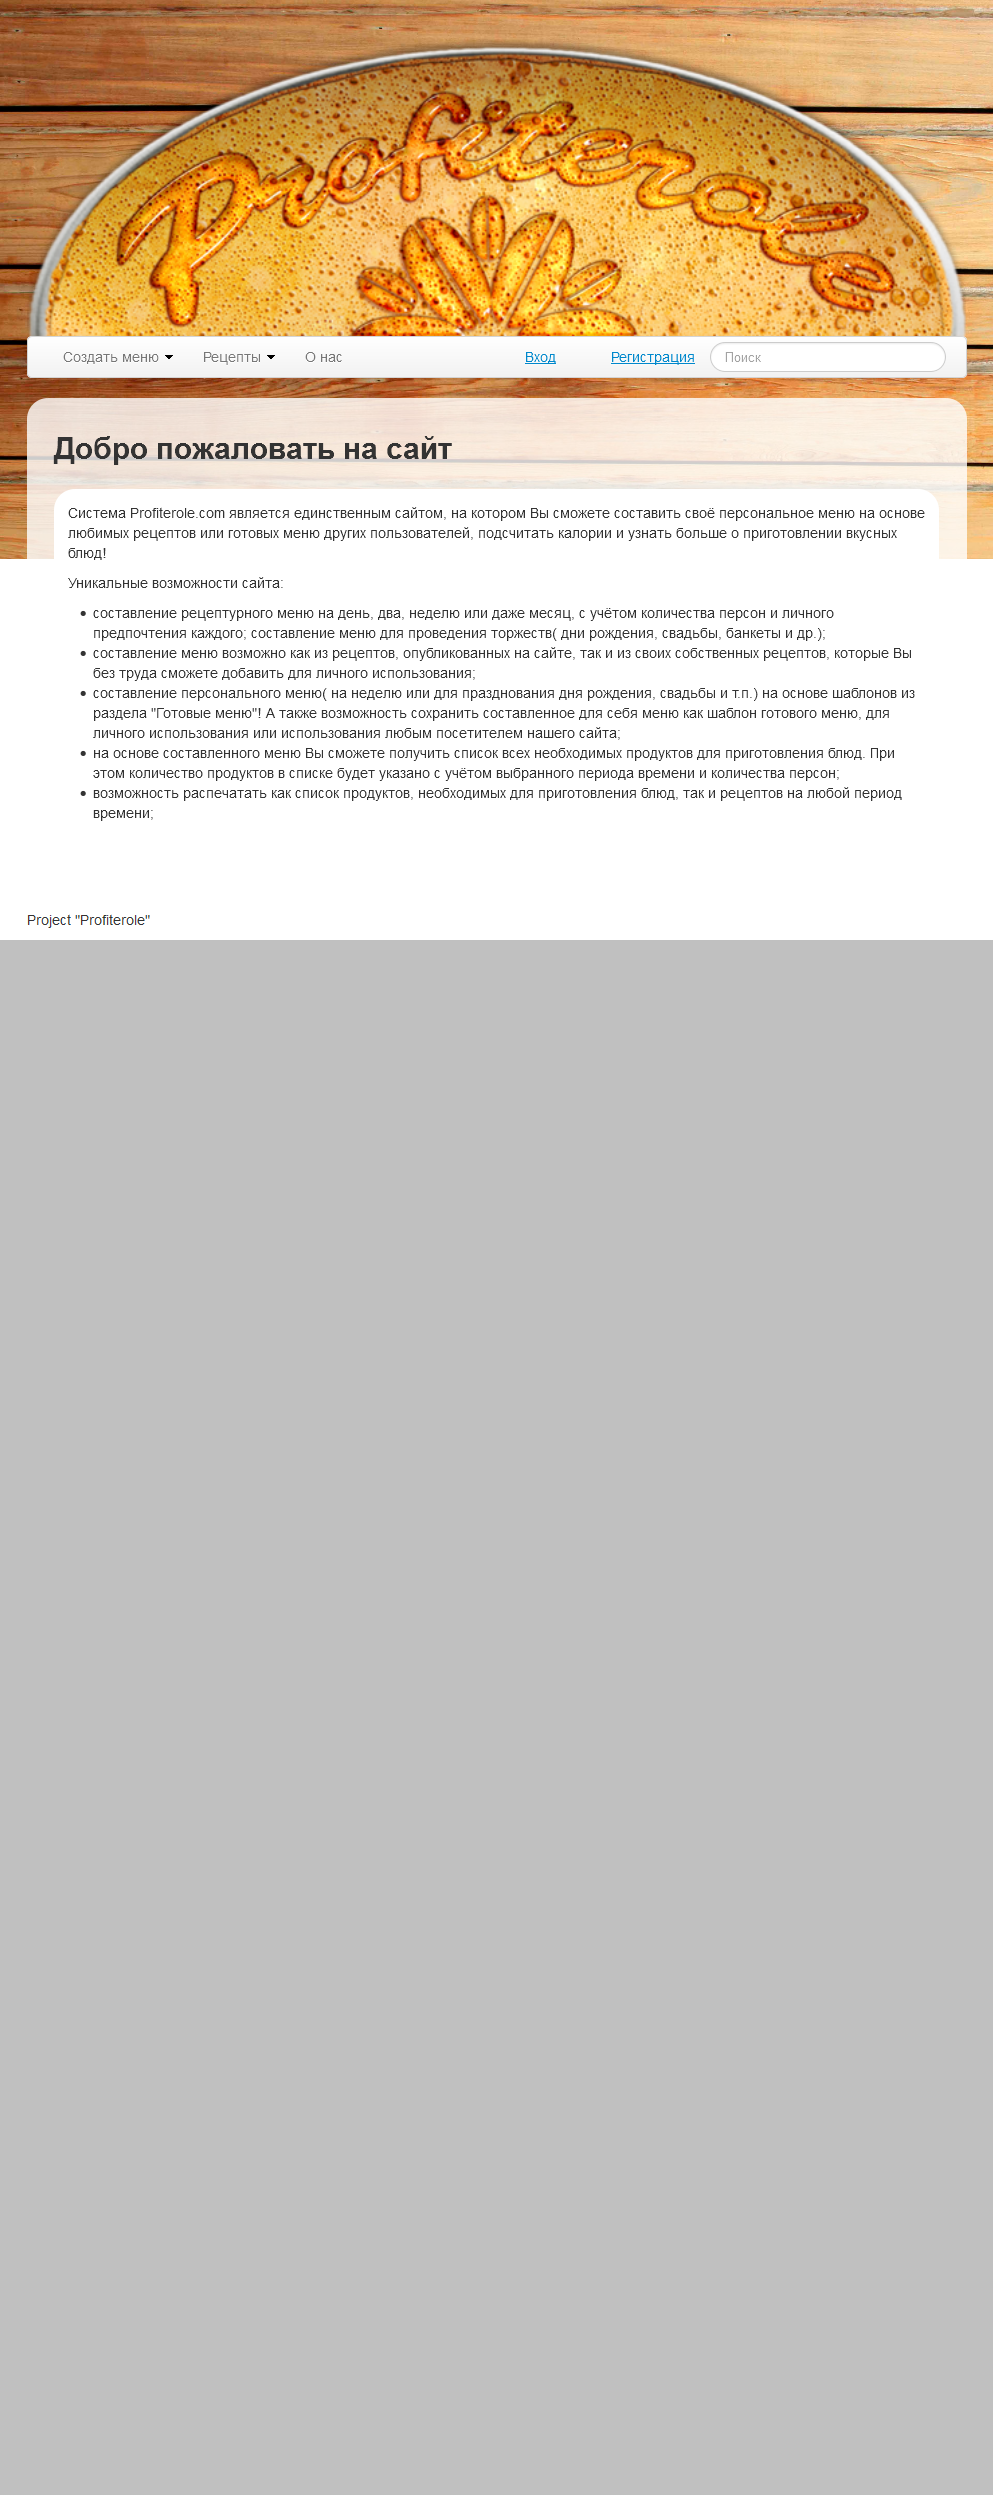 Profiterole
Создать меню Рецепты О нас Вход Регистрация Поиск
Добро пожаловать на сайт
Система Profiterole.com является единственным сайтом, на котором Вы сможете составить своё персональное меню на основе
любимых рецептов или готовых меню других пользователей, подсчитать калории и узнать больше о приготовлении вкусных
блюд!
Уникальные возможности сайта:
• составление рецептурного меню на день, два, неделю или даже месяц, с учётом количества персон и личного
предпочтения каждого; составление меню для проведения торжеств( дни рождения, свадьбы, банкеты и др.);
• составление меню возможно как из рецептов, опубликованных на сайте, так и из своих собственных рецептов, которые Вы
без труда сможете добавить для личного использования;
• составление персонального меню( на неделю или для празднования дня рождения, свадьбы и т.п.) на основе шаблонов из
раздела "Готовые меню"! А также возможность сохранить составленное для себя меню как шаблон готового меню, для
личного использования или использования любым посетителем нашего сайта;
• на основе составленного меню Вы сможете получить список всех необходимых продуктов для приготовления блюд. При
этом количество продуктов в списке будет указано с учётом выбранного периода времени и количества персон;
• возможность распечатать как список продуктов, необходимых для приготовления блюд, так и рецептов на любой период
времени;
Project "Profiterole"